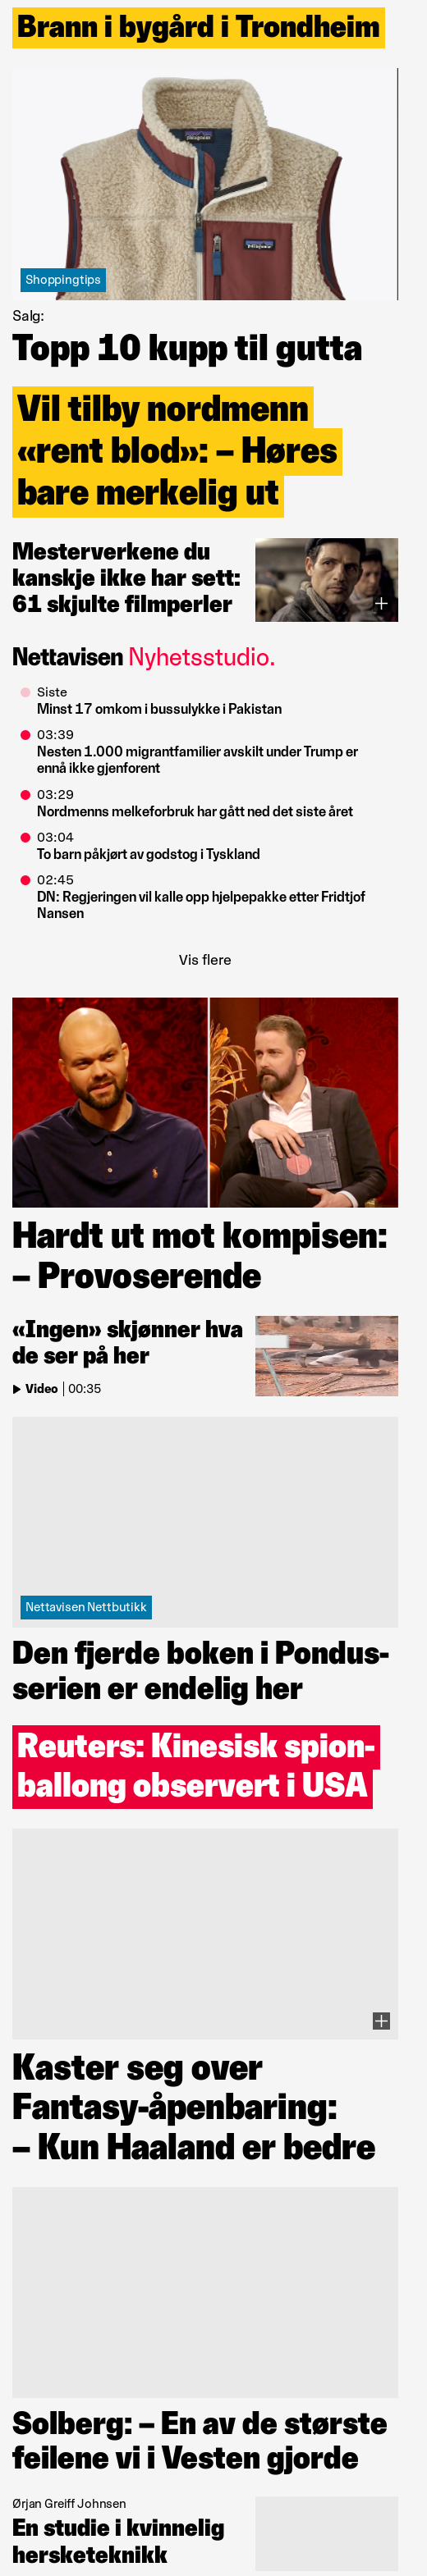 Brann i bygård i Trondheim
patagonia
patagonia
Shoppingtips
Salg:
Topp 10 kupp til gutta
Vil tilby nordmenn
«rent blod»: – Høres
bare merkelig ut
Mesterverkene du
kanskje ikke har sett:
61 skjulte filmperler
Nettavisen Nyhetsstudio.
Siste
Minst 17 omkom i bussulykke i Pakistan
03:39
Nesten 1.000 migrantfamilier avskilt under Trump er
ennå ikke gjenforent
03:29
Nordmenns melkeforbruk har gått ned det siste året
03:04
To barn påkjørt av godstog i Tyskland
02:45
DN: Regjeringen vil kalle opp hjelpepakke etter Fridtjof
Nansen
Vis flere
Hardt ut mot kompisen:
– Provoserende
«Ingen» skjønner hva
de ser på her
Video | 00:35
Nettavisen Nettbutikk
Den fjerde boken i Pondus-
serien er endelig her
Reuters: Kinesisk spion-
ballong observert i USA
Kaster seg over
Fantasy-åpenbaring:
– Kun Haaland er bedre
Solberg: – En av de største
feilene vi i Vesten gjorde
Ørjan Greiff Johnsen
En studie i kvinnelig
hersketeknikk